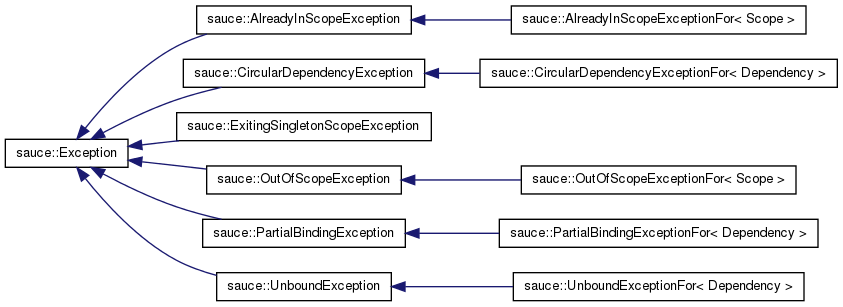 sauce::AlreadyInScopeException
sauce::AlreadyInScopeExceptionFor< Scope >
sauce::CircularDependencyException
sauce::CircularDependencyExceptionFor< Dependency >
sauce::ExitingSingletonScopeException
sauce::Exception
sauce::OutOfScopeException
sauce::OutOfScopeExceptionFor< Scope >
sauce::PartialBindingException
sauce::PartialBindingExceptionFor< Dependency >
sauce::UnboundException
sauce::UnboundExceptionFor< Dependency >